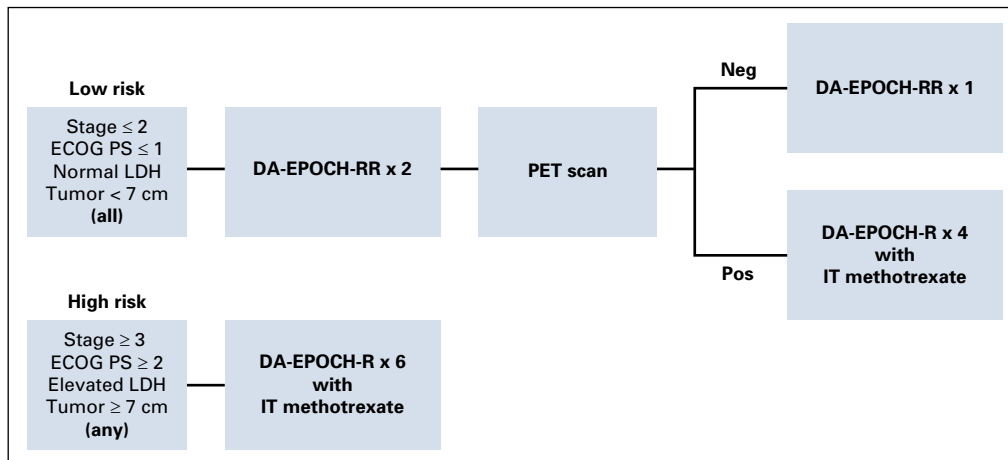 Low risk
Stage ≤ 2
ECOG PS ≤ 1
Normal LDH
Tumor < 7 cm
(all)
DA-EPOCH-RR x 2
PET scan
Neg
DA-EPOCH-RR x 1
Pos
DA-EPOCH-R x 4
with
IT methotrexate
High risk
Stage ≥ 3
ECOG PS ≥ 2
Elevated LDH
Tumor ≥ 7 cm
(any)
DA-EPOCH-R x 6
with
IT methotrexate